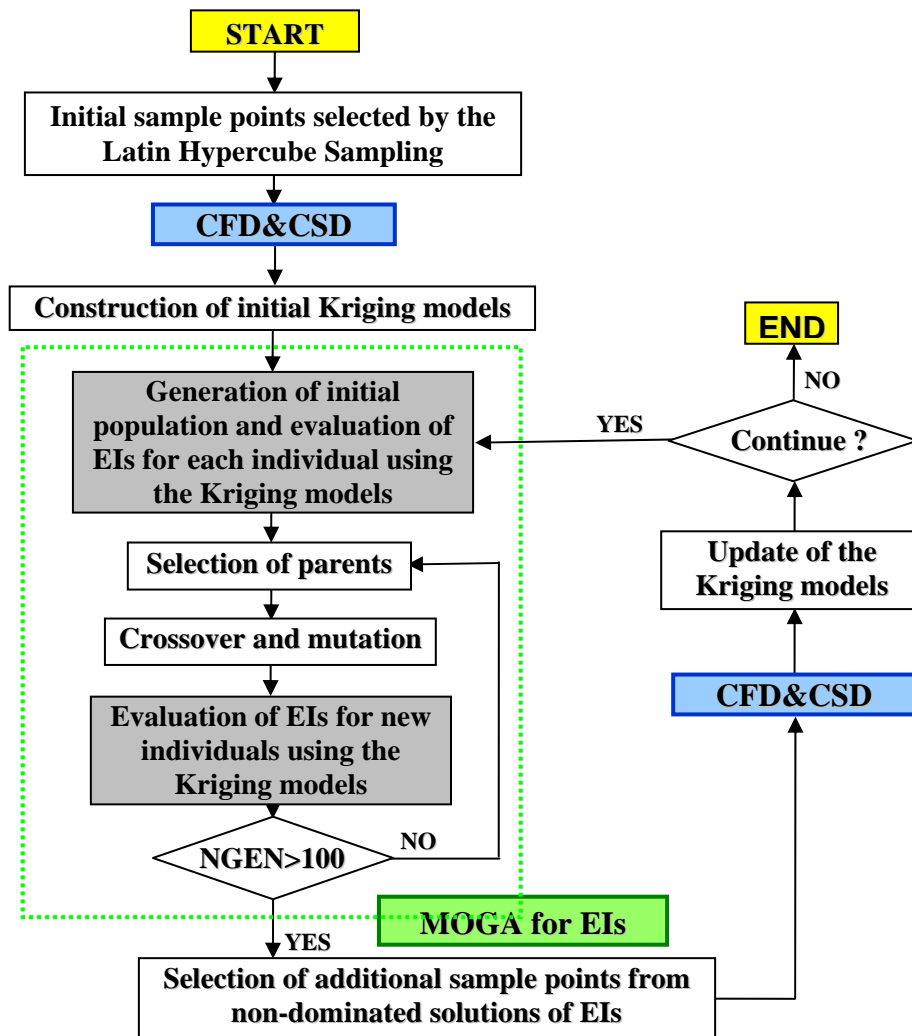 START
Initial sample points selected by the
Latin Hypercube Sampling
CFD&CSD
Construction of initial Kriging models
Generation of initial
population and evaluation of
EIs for each individual using
the Kriging models
Selection of parents
Crossover and mutation
Evaluation of EIs for new
individuals using the
Kriging models
NGEN>100
NO
YES
MOGA for EIs
Selection of additional sample points from
non-dominated solutions of EIs
CFD&CSD
Update of the
Kriging models
Continue ?
YES
NO
END